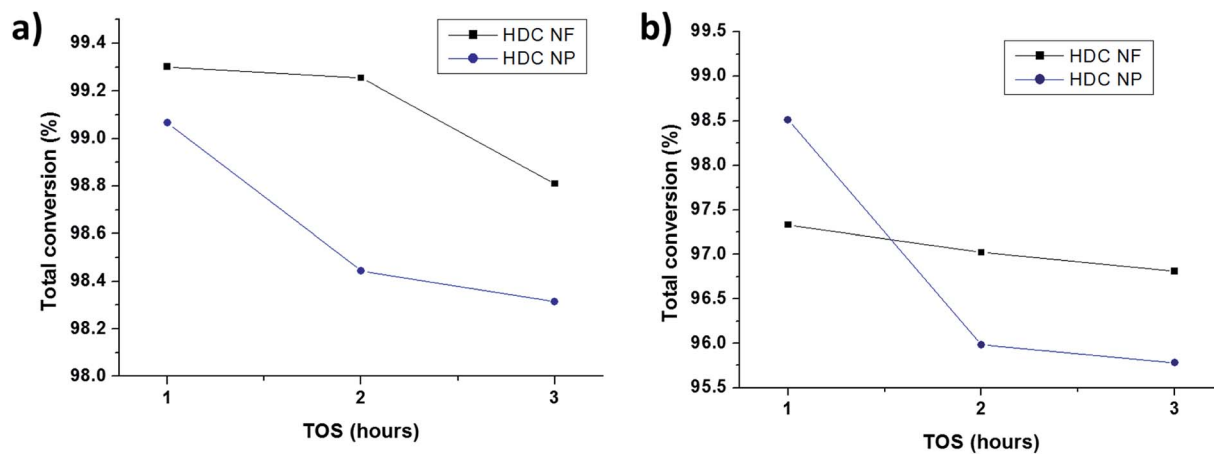 a)
HDC NF
HDC NP
Total conversion (%)
99.4
99.2
99.0
98.8
98.6
98.4
98.2
98.0
1 2 3
TOS (hours)
b)
HDC NF
HDC NP
Total conversion (%)
99.5
99.0
98.5
98.0
97.5
97.0
96.5
96.0
95.5
1 2 3
TOS (hours)